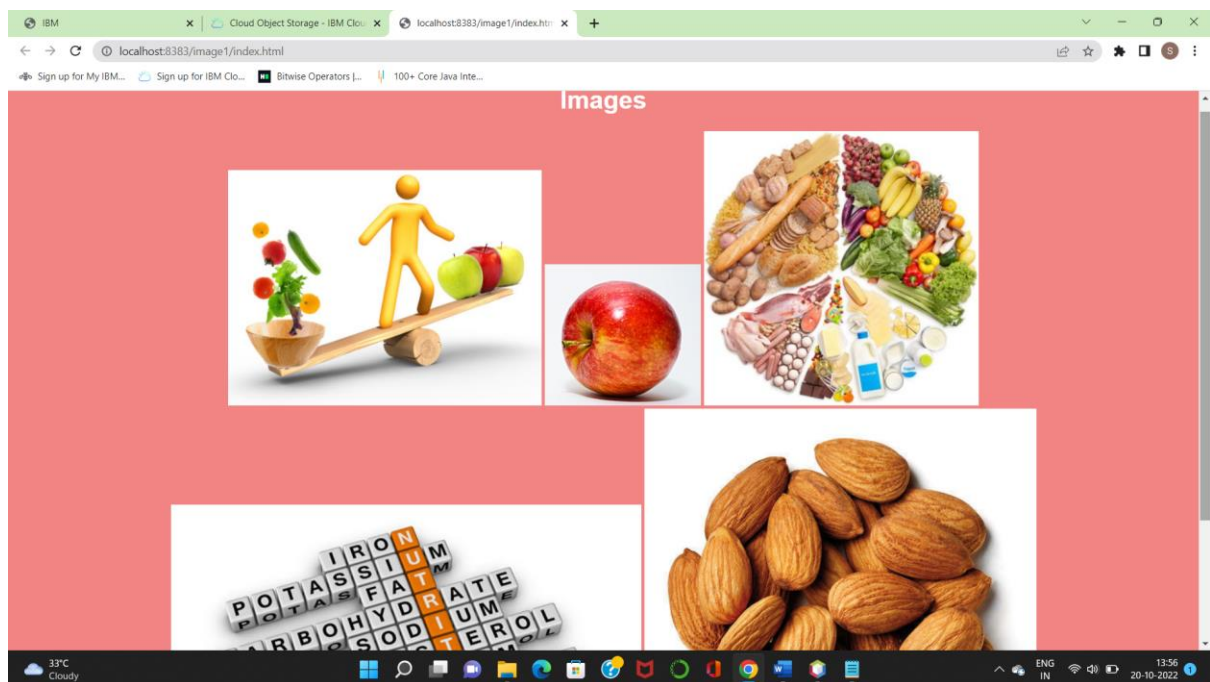 IBM
Cloud Object Storage - IBM Clou
localhost:8383/image1/index.htm
localhost:8383/image1/index.html
S
Sign up for My IBM...
Sign up for IBM Clo...
Bitwise Operators |...
100+ Core Java Inte...
Images
IRON
POTASSIUM
FAT
CARBOHYDRATE
SODIUM
TEROL
NUTRIT
33°C
Cloudy
ENG
IN
13:56
20-10-2022
1